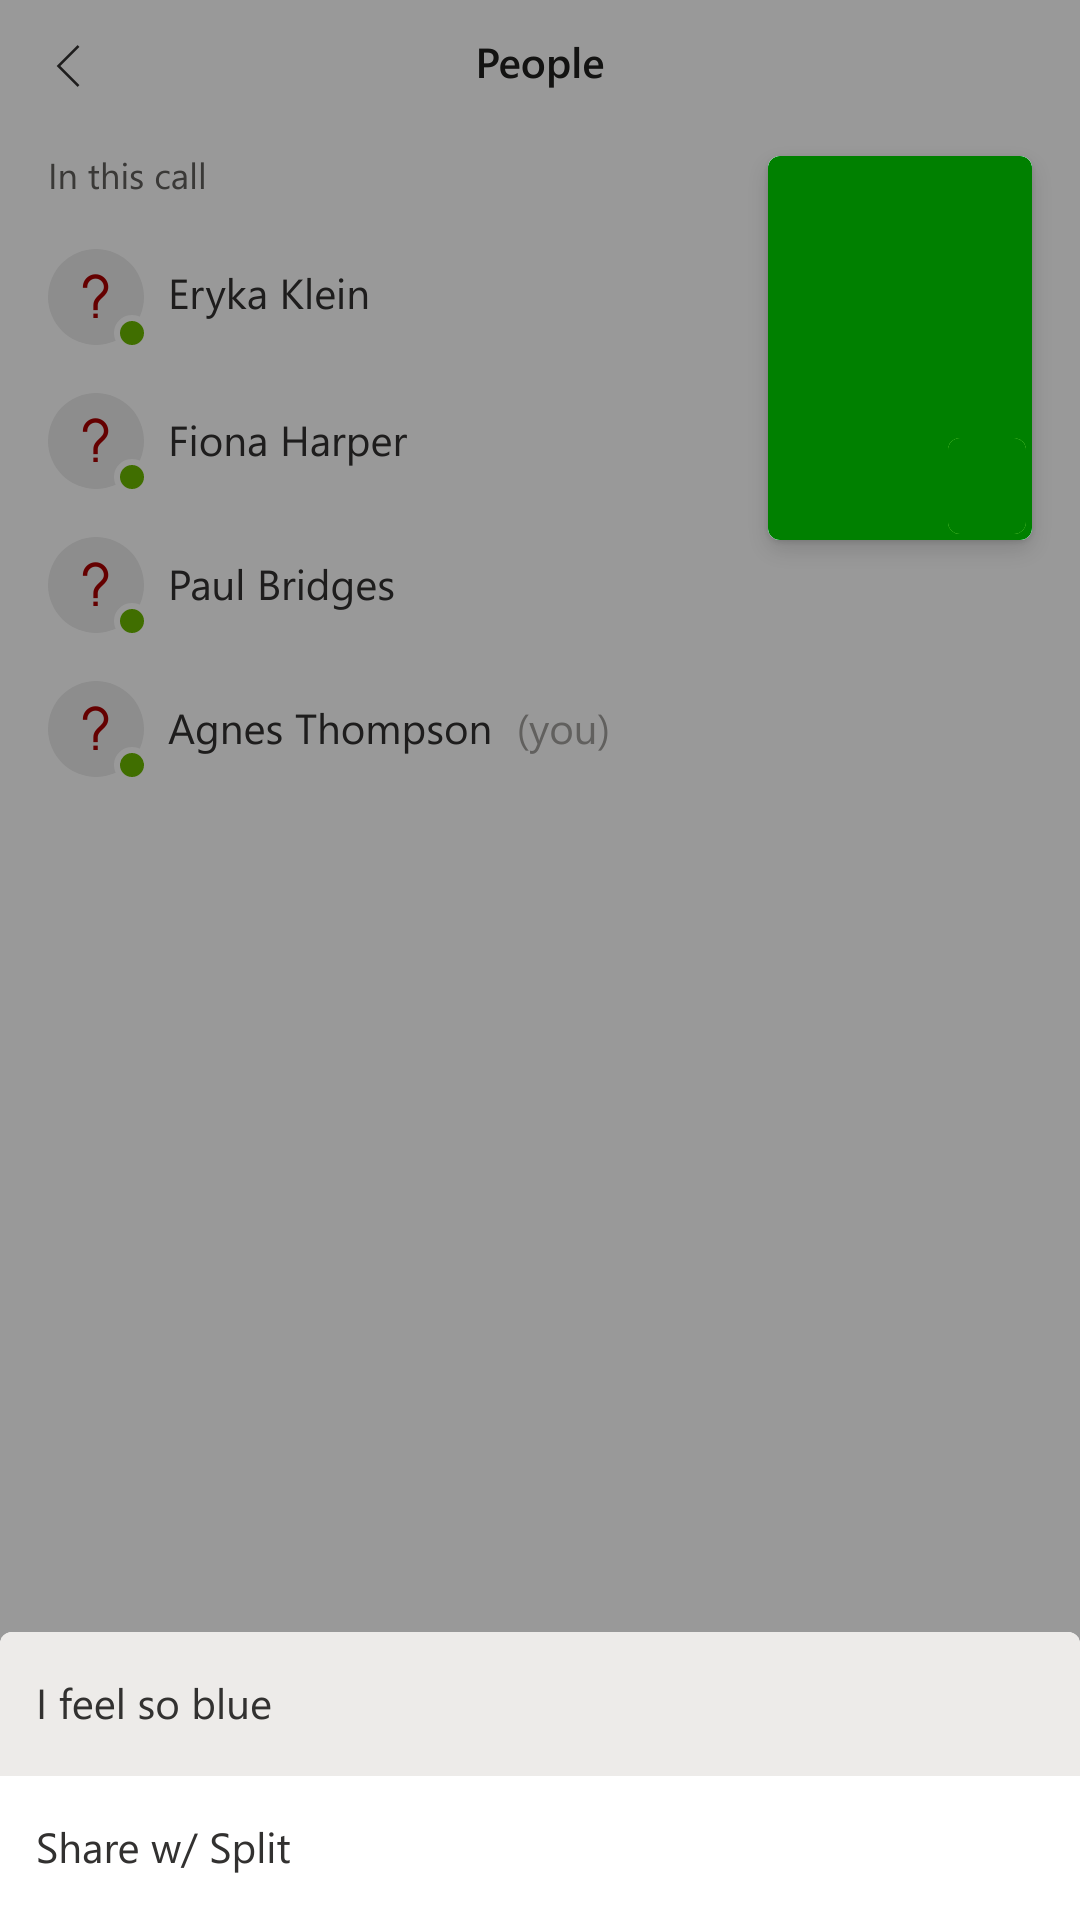 People
In this call
? Eryka Klein
? Fiona Harper
? Paul Bridges
? Agnes Thompson (you)
I feel so blue
Share w/ Split